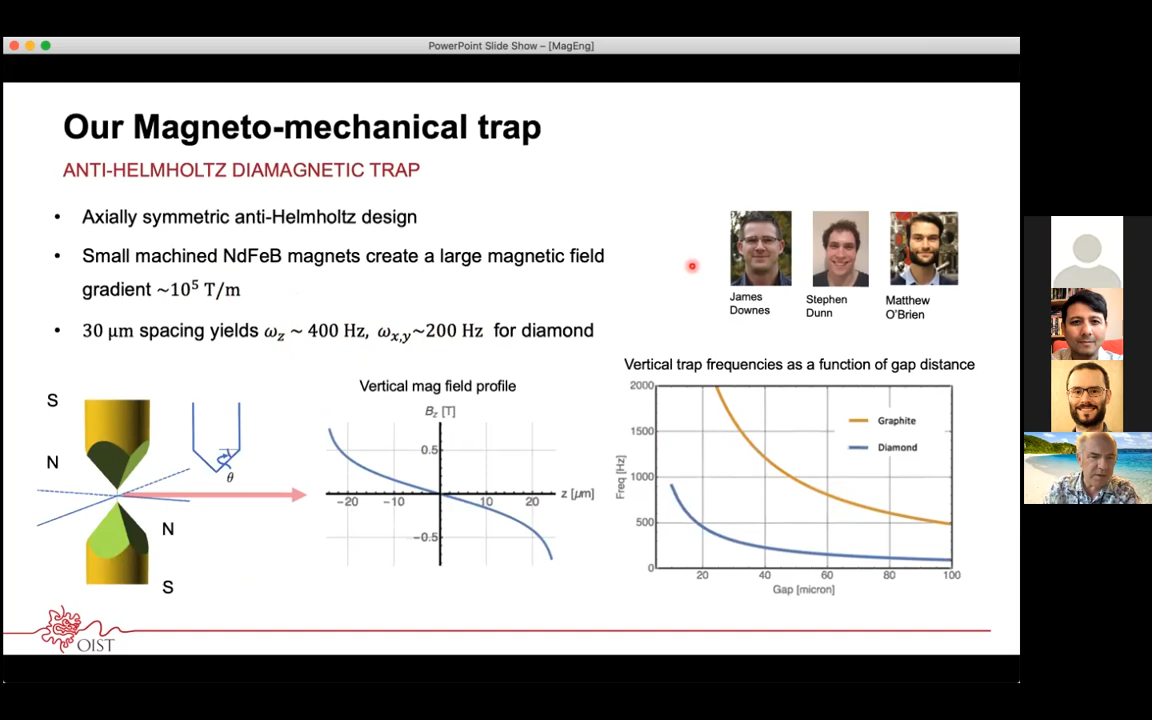 PowerPoint Slide Show – [MagEng]
Our Magneto-mechanical trap
ANTI-HELMHOLTZ DIAMAGNETIC TRAP
• Axially symmetric anti-Helmholtz design
• Small machined NdFeB magnets create a large magnetic field
gradient ~10⁵ T/m
• 30 μm spacing yields ω_z ~ 400 Hz, ω_x,y~200 Hz for diamond
James
Downes
Stephen
Dunn
Matthew
O'Brien
S
N
θ
N
S
Vertical mag field profile
B_z [T]
0.5
-20
-10
10
20
z [μm]
-0.5
Vertical trap frequencies as a function of gap distance
2000
1500
1000
500
0
Freq [Hz]
Graphite
Diamond
20
40
60
80
100
Gap [micron]
OIST